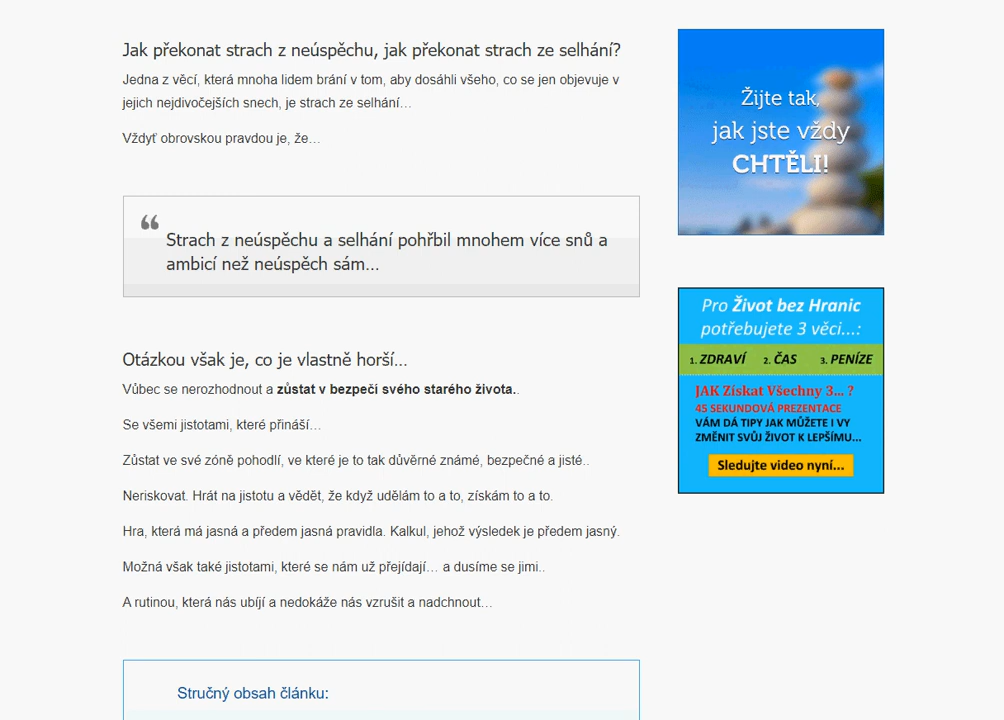 Jak překonat strach z neúspěchu, jak překonat strach ze selhání?
Jedna z věcí, která mnoha lidem brání v tom, aby dosáhli všeho, co se jen objevuje v
jejich nejdivočejších snech, je strach ze selhání…
Vždyť obrovskou pravdou je, že…
“ Strach z neúspěchu a selhání pohřbil mnohem více snů a
ambicí než neúspěch sám…
Otázkou však je, co je vlastně horší…
Vůbec se nerozhodnout a zůstat v bezpečí svého starého života..
Se všemi jistotami, které přináší…
Zůstat ve své zóně pohodlí, ve které je to tak důvěrné známé, bezpečné a jisté..
Neriskovat. Hrát na jistotu a vědět, že když udělám to a to, získám to a to.
Hra, která má jasná a předem jasná pravidla. Kalkul, jehož výsledek je předem jasný.
Možná však také jistotami, které se nám už přejídají… a dusíme se jimi..
A rutinou, která nás ubíjí a nedokáže nás vzrušit a nadchnout…
Stručný obsah článku:
Žijte tak,
jak jste vždy
CHTĚLI!
Pro Život bez Hranic
potřebujete 3 věci...:
1. ZDRAVÍ 2. ČAS 3. PENÍZE
JAK Získat Všechny 3... ?
45 SEKUNDOVÁ PREZENTACE
VÁM DÁ TIPY JAK MŮŽETE I VY
ZMĚNIT SVŮJ ŽIVOT K LEPŠÍMU...
Sledujte video nyní...